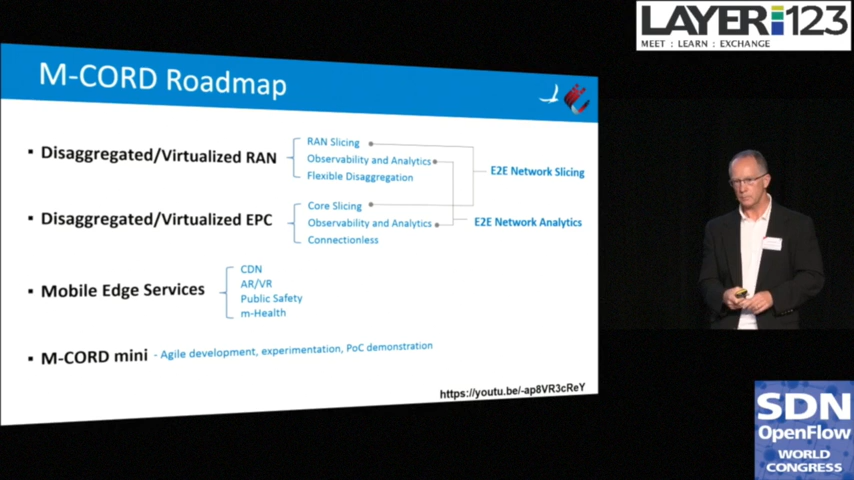 LAYER123
MEET : LEARN : EXCHANGE
M-CORD Roadmap
▪ Disaggregated/Virtualized RAN
RAN Slicing
Observability and Analytics
Flexible Disaggregation
E2E Network Slicing
▪ Disaggregated/Virtualized EPC
Core Slicing
Observability and Analytics
Connectionless
E2E Network Analytics
▪ Mobile Edge Services
CDN
AR/VR
Public Safety
m-Health
▪ M-CORD mini - Agile development, experimentation, PoC demonstration
https://youtu.be/-ap8VR3cReY
SDN
OpenFlow
WORLD
CONGRESS